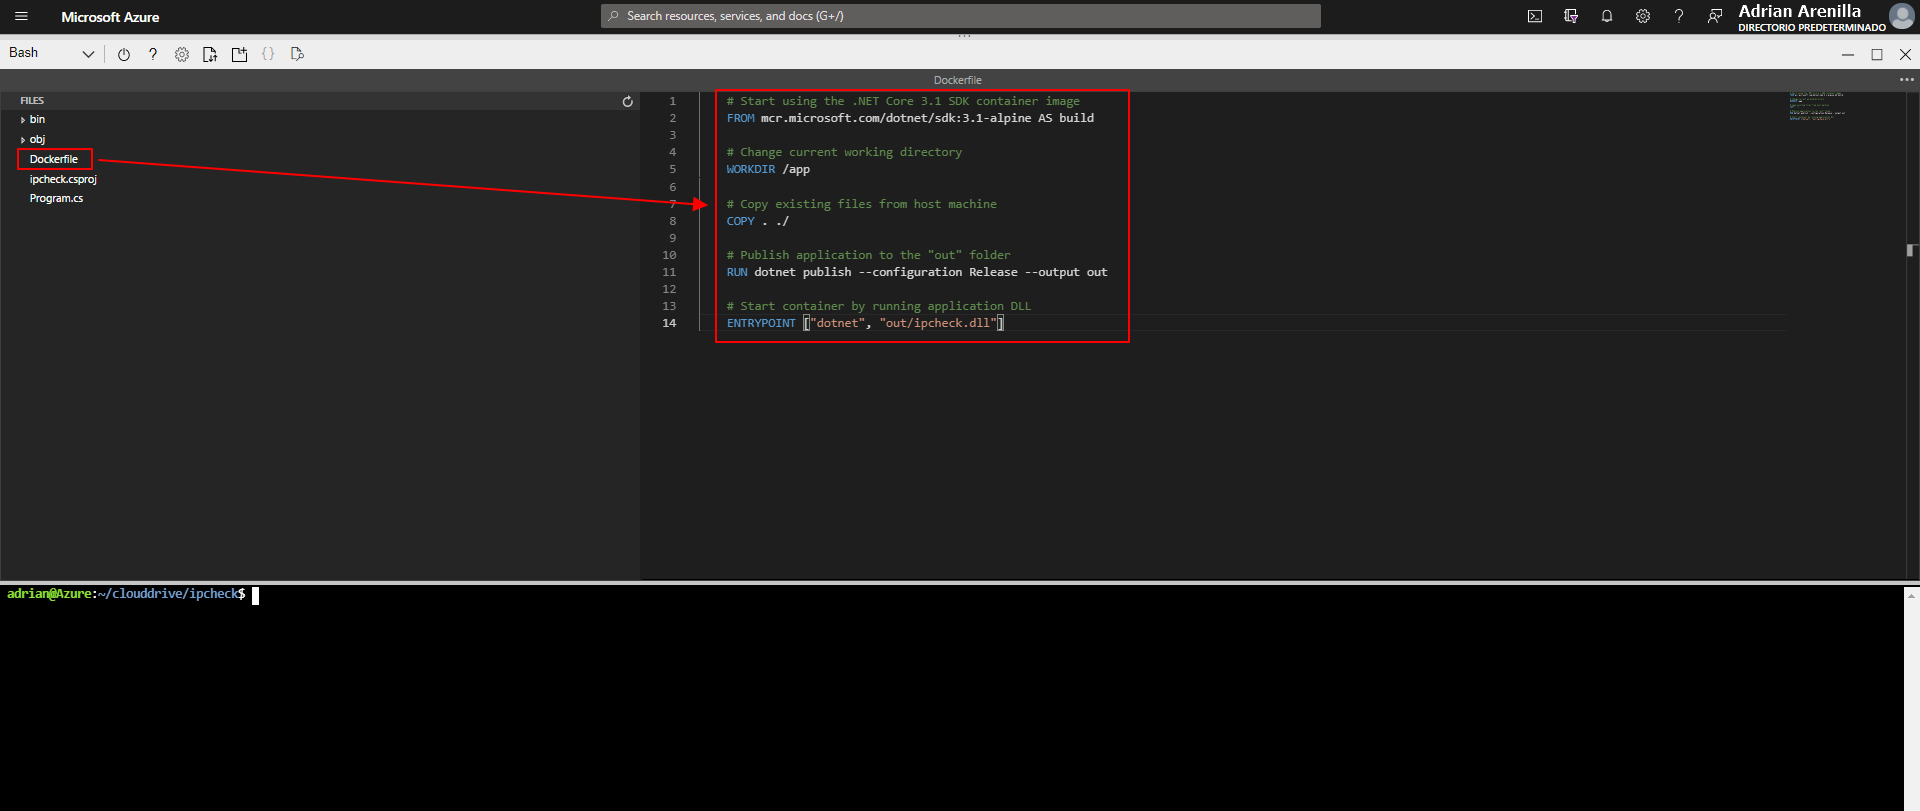 Microsoft Azure
Search resources, services, and docs (G+/)
Adrian Arenilla
DIRECTORIO PREDETERMINADO
Bash
Dockerfile
FILES
bin
obj
Dockerfile
ipcheck.csproj
Program.cs
1 # Start using the .NET Core 3.1 SDK container image
2 FROM mcr.microsoft.com/dotnet/sdk:3.1-alpine AS build
3
4 # Change current working directory
5 WORKDIR /app
6
7 # Copy existing files from host machine
8 COPY . ./
9
10 # Publish application to the "out" folder
11 RUN dotnet publish --configuration Release --output out
12
13 # Start container by running application DLL
14 ENTRYPOINT ["dotnet", "out/ipcheck.dll"]
adrian@Azure:~/clouddrive/ipcheck$